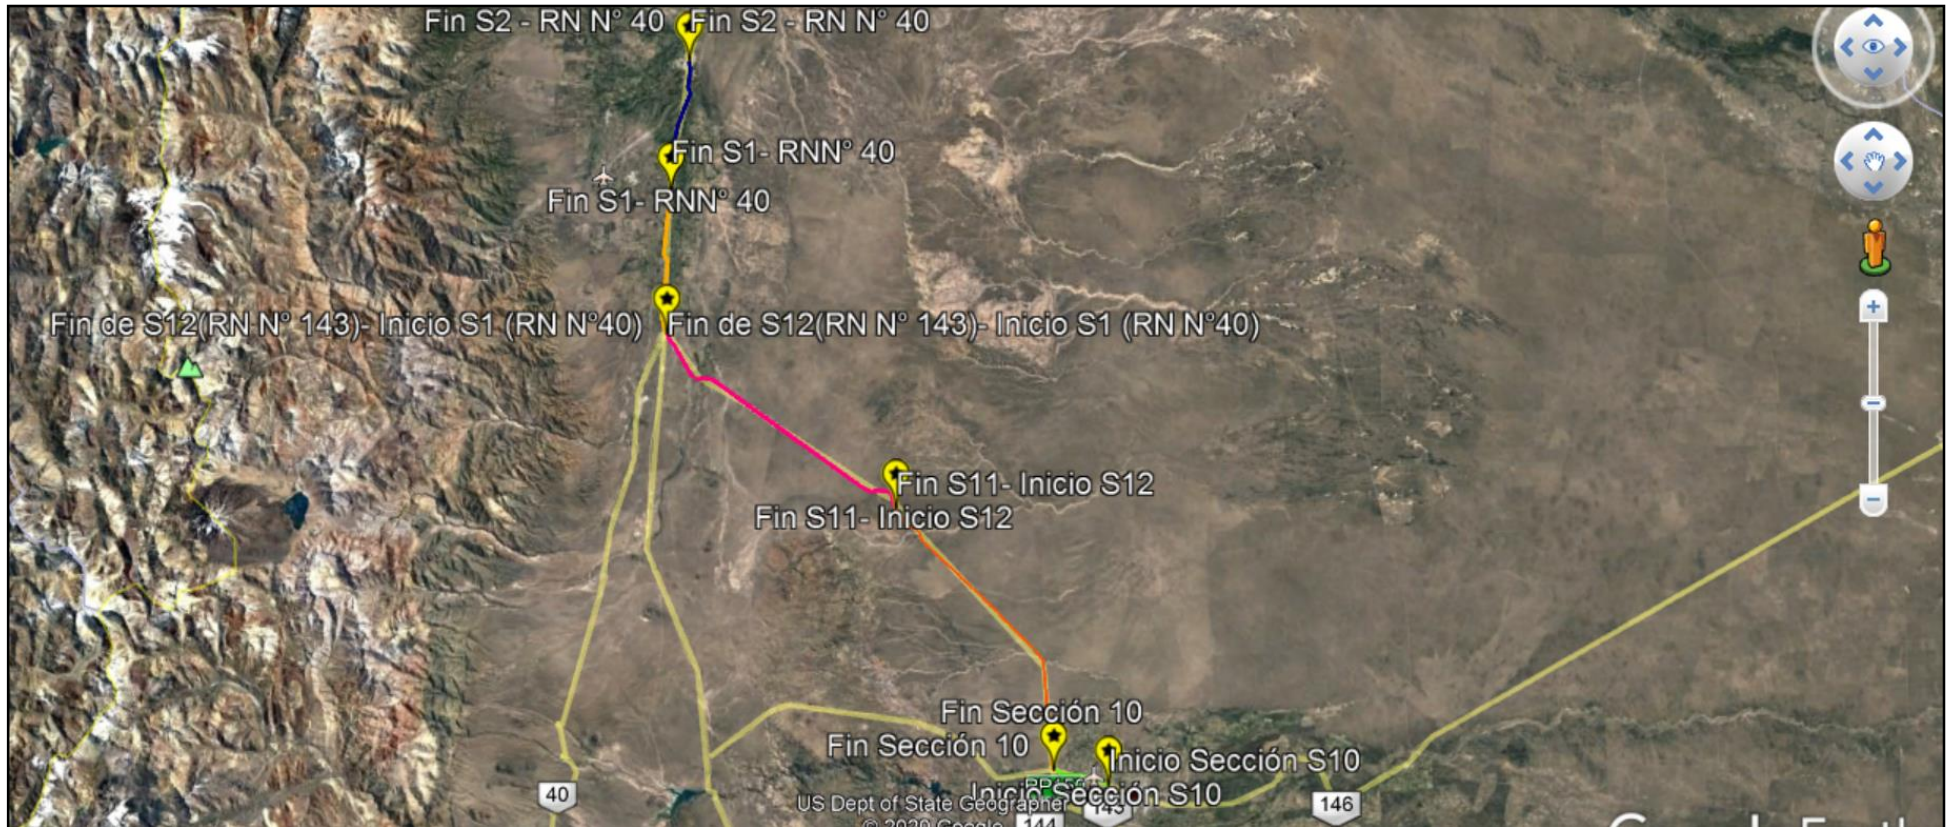 Fin S2 - RN N° 40
Fin S2 - RN N° 40
Fin S1- RNN° 40
Fin S1- RNN° 40
Fin de S12(RN N° 143)- Inicio S1 (RN N°40)
Fin de S12(RN N° 143)- Inicio S1 (RN N°40)
Fin S11- Inicio S12
Fin S11- Inicio S12
Fin Sección 10
Fin Sección 10
Inicio Sección S10
Inicio Sección S10
40
US Dept of State Geographer
© 2020 Google
144
143
146